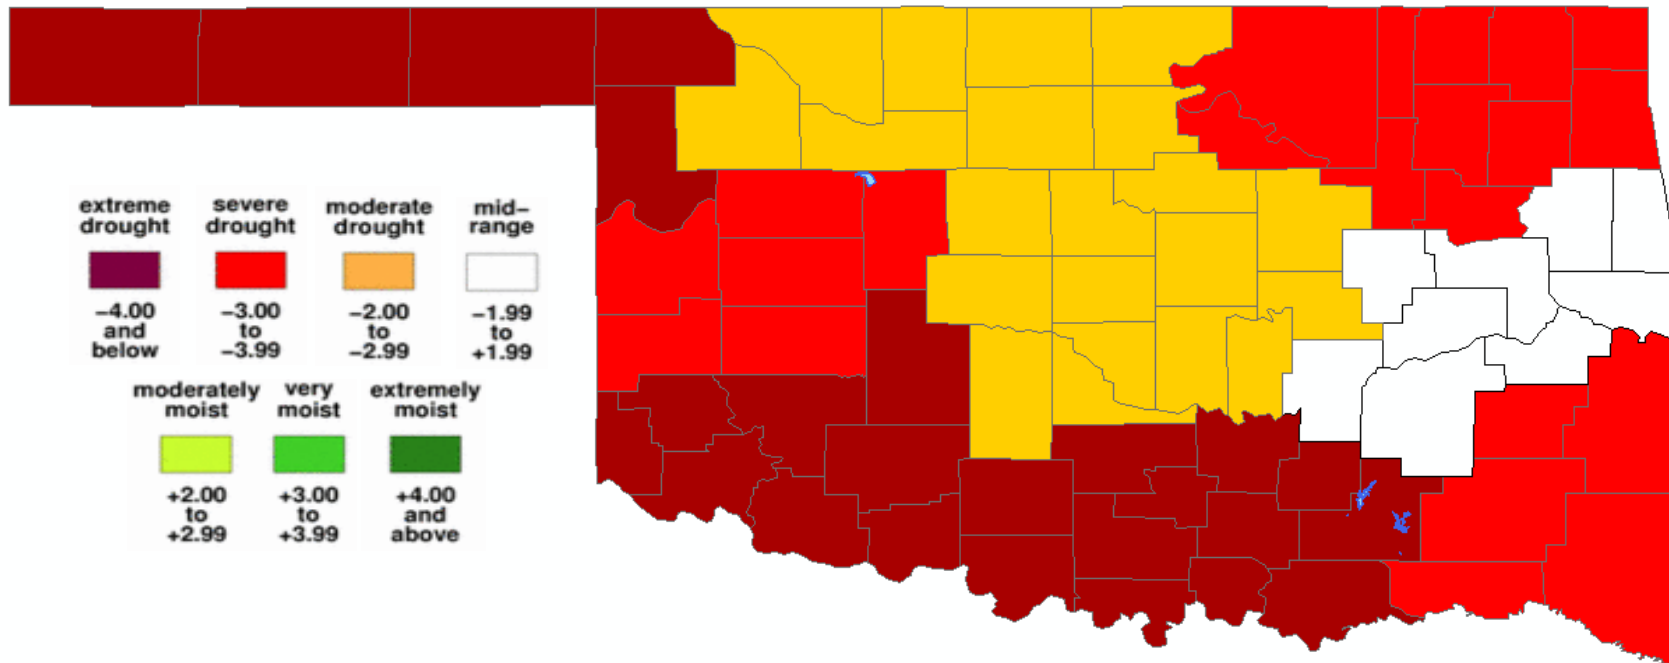 extreme drought
severe drought
moderate drought
mid-range
−4.00 and below
−3.00 to −3.99
−2.00 to −2.99
−1.99 to +1.99
moderately moist
very moist
extremely moist
+2.00 to +2.99
+3.00 to +3.99
+4.00 and above